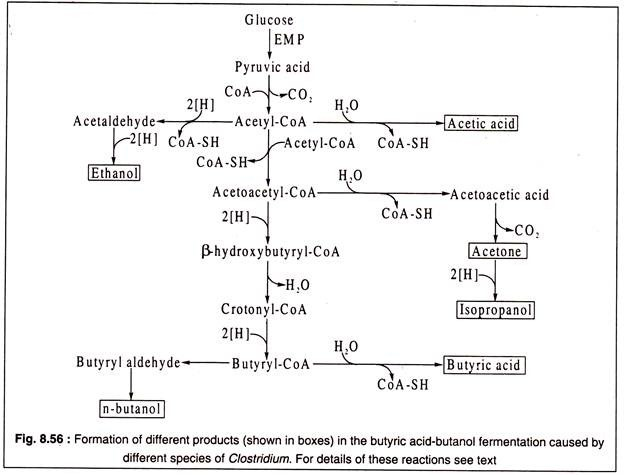 Glucose
EMP
Pyruvic acid
CoA CO₂
2[H] H₂O
Acetaldehyde Acetyl-CoA Acetic acid
2[H] CoA-SH Acetyl-CoA CoA-SH
CoA-SH
Ethanol
H₂O
Acetoacetyl-CoA Acetoacetic acid
2[H] CoA-SH
CO₂
β-hydroxybutyryl-CoA Acetone
2[H]
H₂O
Crotonyl-CoA Isopropanol
2[H]
H₂O
Butyryl aldehyde Butyryl-CoA Butyric acid
CoA-SH
n-butanol
Fig. 8.56 : Formation of different products (shown in boxes) in the butyric acid-butanol fermentation caused by
different species of Clostridium. For details of these reactions see text